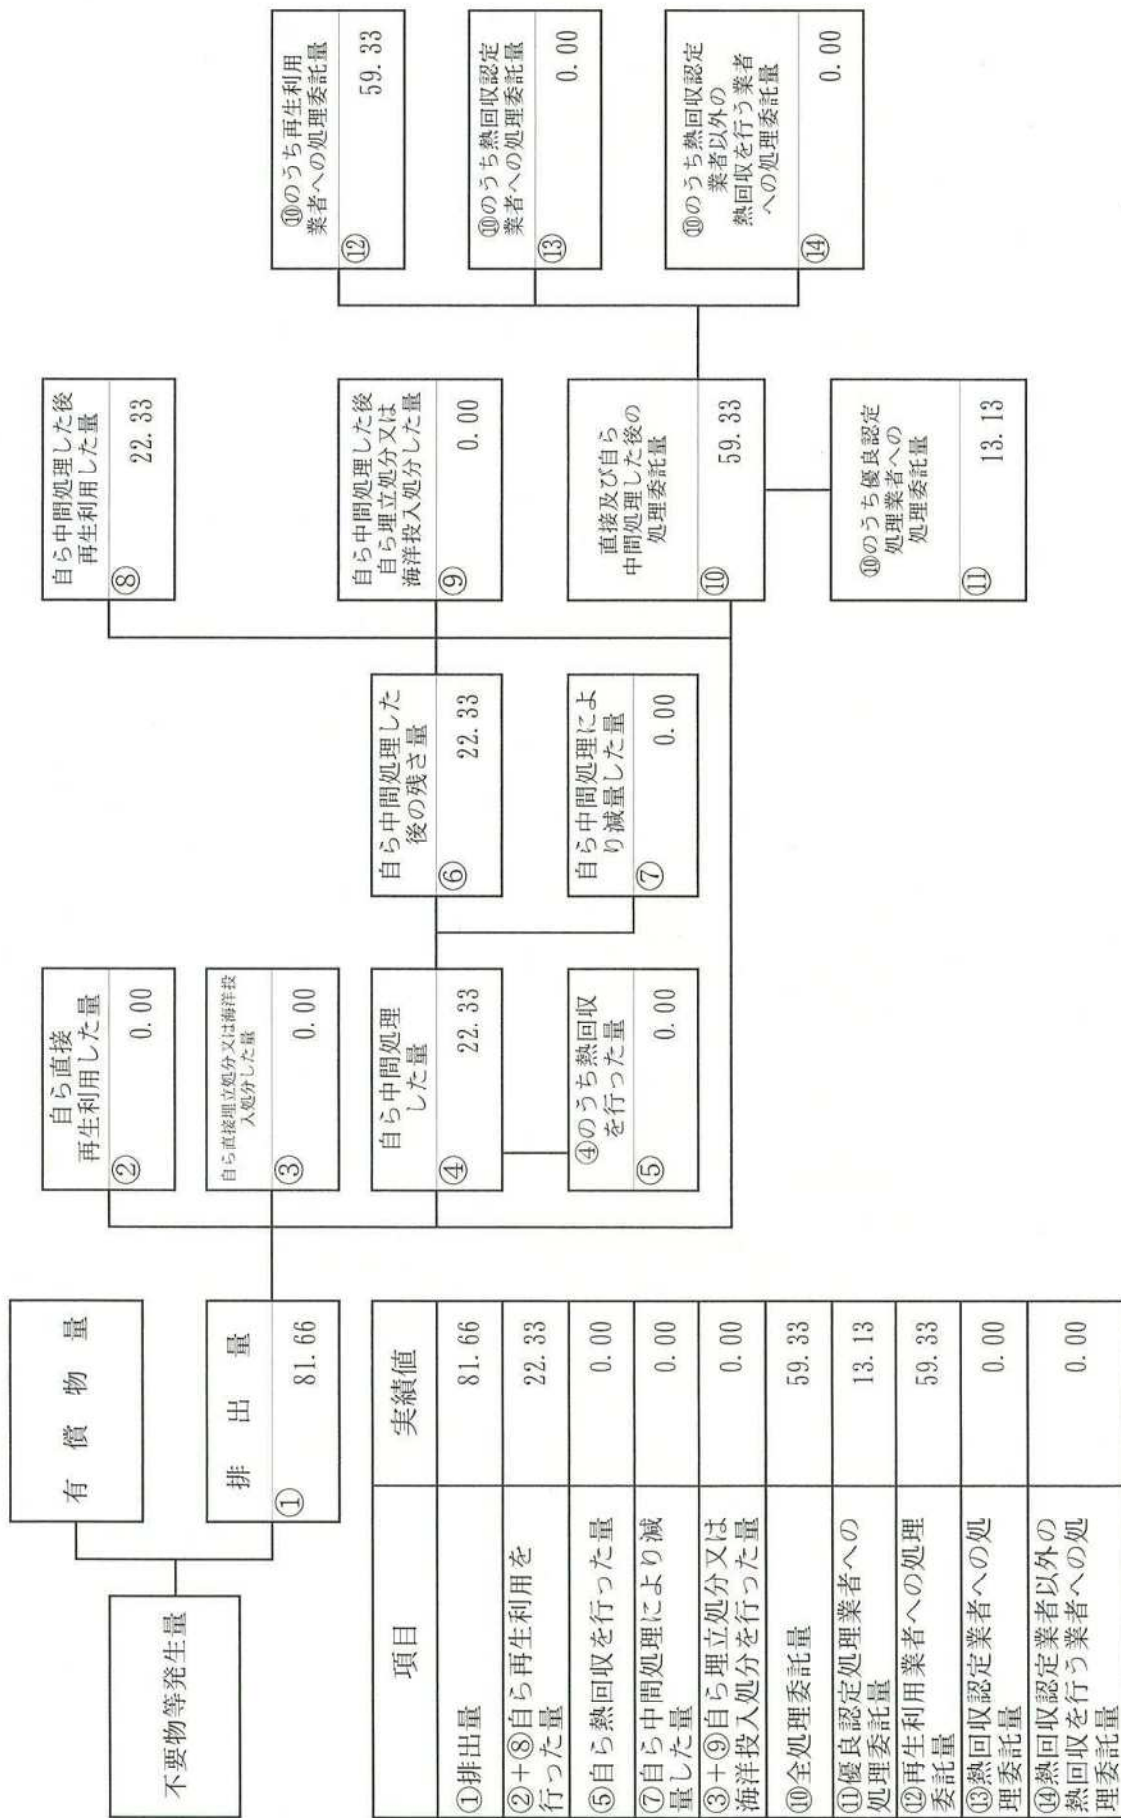 不要物等発生量
有償物量
排出量
①
81.66
自ら直接
再生利用した量
②
0.00
自ら直接埋立処分又は海洋投
入処分した量
③
0.00
自ら中間処理
した量
④
22.33
④のうち熱回収
を行った量
⑤
0.00
自ら中間処理した
後の残さ量
⑥
22.33
自ら中間処理によ
り減量した量
⑦
0.00
自ら中間処理した後
再生利用した量
⑧
22.33
自ら中間処理した後
自ら埋立処分又は
海洋投入処分した量
⑨
0.00
直接及び自ら
中間処理した後の
処理委託量
⑩
59.33
⑩のうち優良認定
処理業者への
処理委託量
⑪
13.13
⑩のうち再生利用
業者への処理委託量
⑫
59.33
⑩のうち熱回収認定
業者への処理委託量
⑬
0.00
⑩のうち熱回収認定
業者以外の
熱回収を行う業者
への処理委託量
⑭
0.00
項目
実績値
①排出量
81.66
②+⑧自ら再生利用を
行った量
22.33
⑤自ら熱回収を行った量
0.00
⑦自ら中間処理により減
量した量
0.00
③+⑨自ら埋立処分又は
海洋投入処分を行った量
0.00
⑩全処理委託量
59.33
⑪優良認定処理業者への
処理委託量
13.13
⑫再生利用業者への処理
委託量
59.33
⑬熱回収認定業者への処
理委託量
0.00
⑭熱回収認定業者以外の
熱回収を行う業者への処
理委託量
0.00